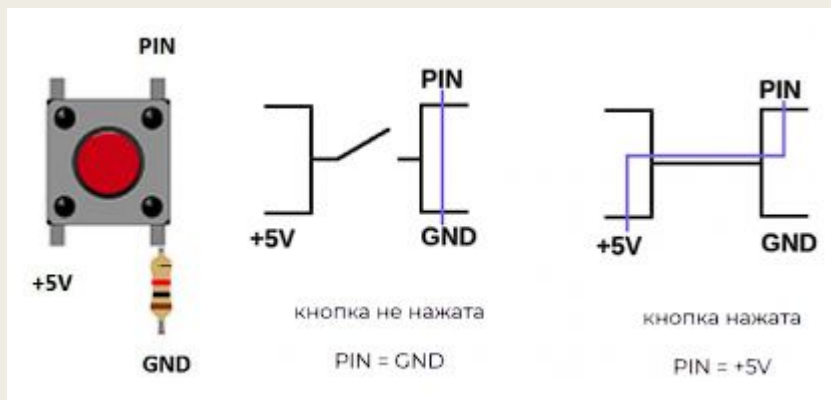 PIN
+5V
GND
PIN
+5V
GND
кнопка не нажата
PIN = GND
PIN
+5V
GND
кнопка нажата
PIN = +5V